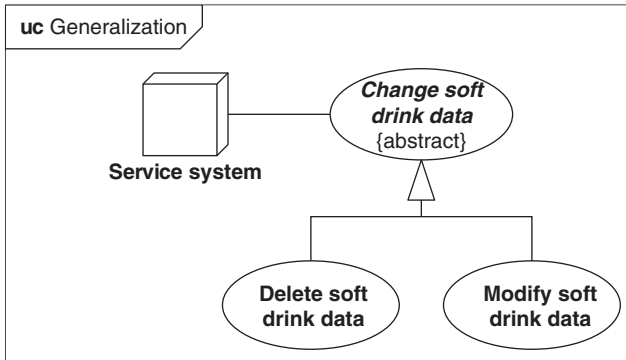 uc Generalization
Change soft
drink data
{abstract}
Service system
Delete soft
drink data
Modify soft
drink data